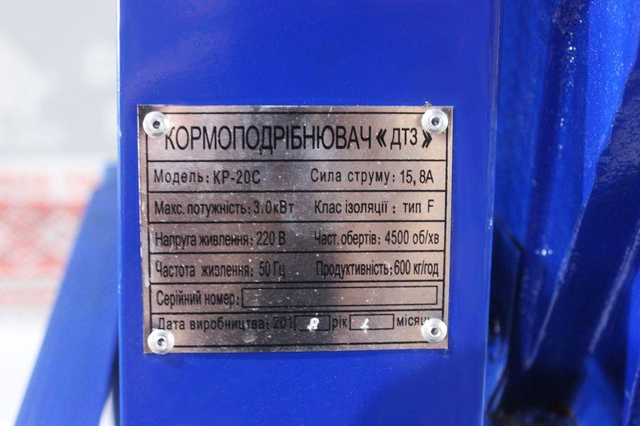 КОРМОПОДРІБНЮВАЧ «ДТЗ»
Модель: КР-20С Сила струму: 15,8А
Макс. потужність: 3.0кВт Клас ізоляції: тип F
Напруга живлення: 220 В Част. обертів: 4500 об/хв
Частота живлення: 50 Гц Продуктивність: 600 кг/год
Серійний номер:
Дата виробництва: 201 8 рік 4 місяць